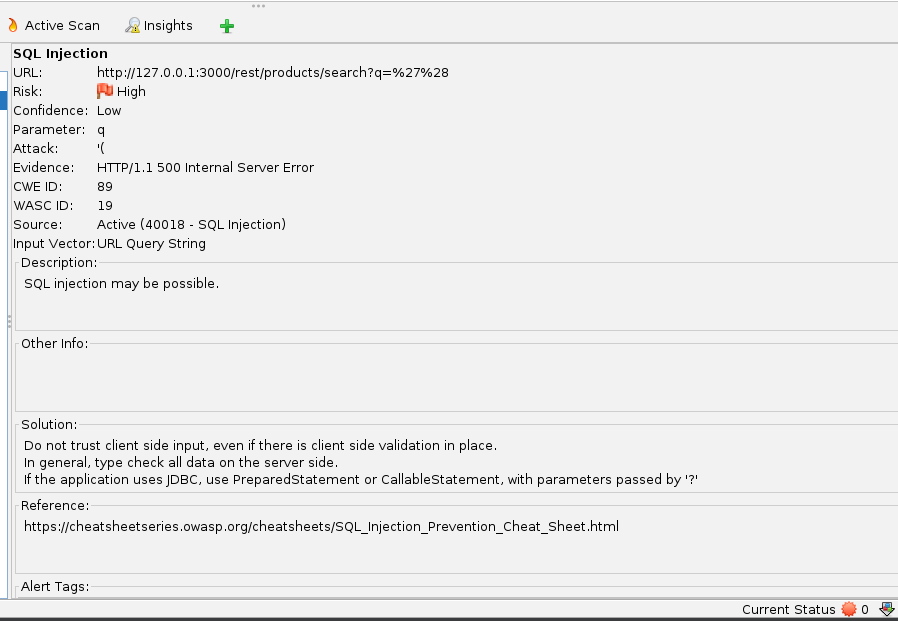 Active Scan Insights
SQL Injection
URL: http://127.0.0.1:3000/rest/products/search?q=%27%28
Risk: High
Confidence: Low
Parameter: q
Attack: '(
Evidence: HTTP/1.1 500 Internal Server Error
CWE ID: 89
WASC ID: 19
Source: Active (40018 - SQL Injection)
Input Vector: URL Query String
Description:
SQL injection may be possible.
Other Info:
Solution:
Do not trust client side input, even if there is client side validation in place.
In general, type check all data on the server side.
If the application uses JDBC, use PreparedStatement or CallableStatement, with parameters passed by '?'
Reference:
https://cheatsheetseries.owasp.org/cheatsheets/SQL_Injection_Prevention_Cheat_Sheet.html
Alert Tags:
Current Status 0